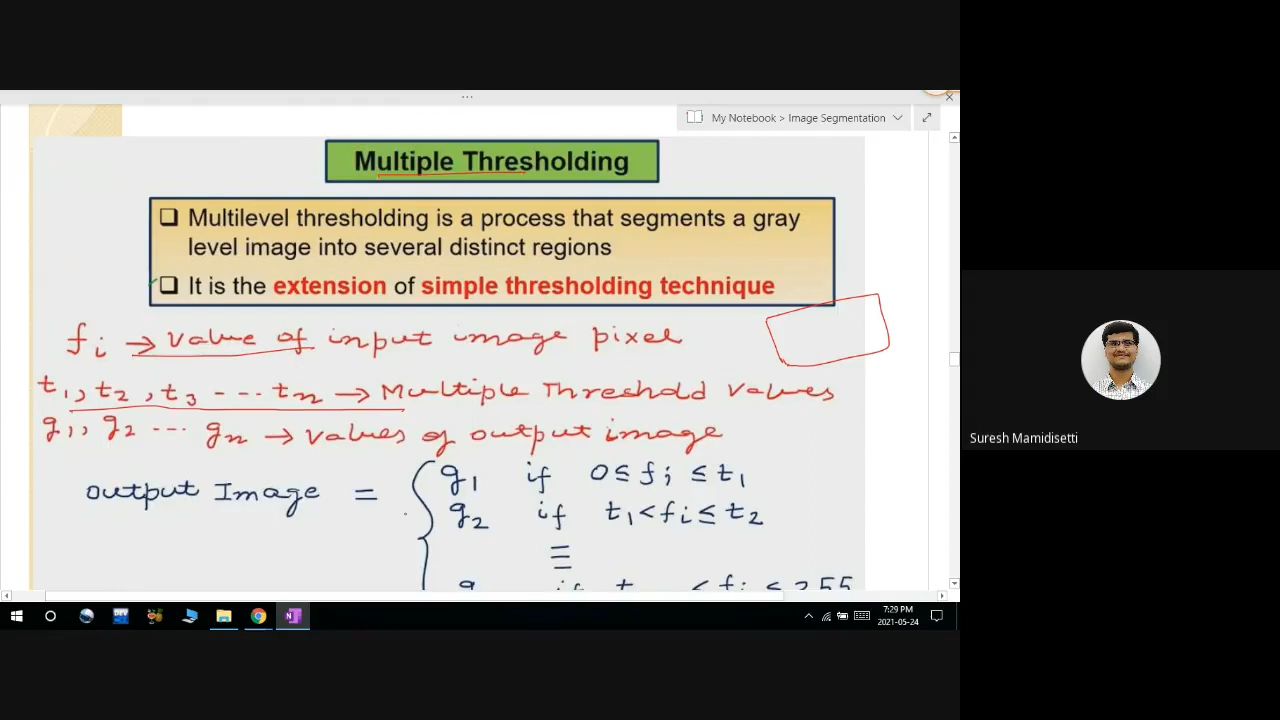 My Notebook > Image Segmentation
Multiple Thresholding
Multilevel thresholding is a process that segments a gray
level image into several distinct regions
It is the extension of simple thresholding technique
fi → value of input image pixel
t1, t2, t3 - - ... tn → Multiple Threshold values
g1, g2 ... gn → values of output image
output Image = { g1 if 0 ≤ fi ≤ t1
g2 if t1 < fi ≤ t2
Suresh Mamidisetti
7:29 PM
2021-05-24